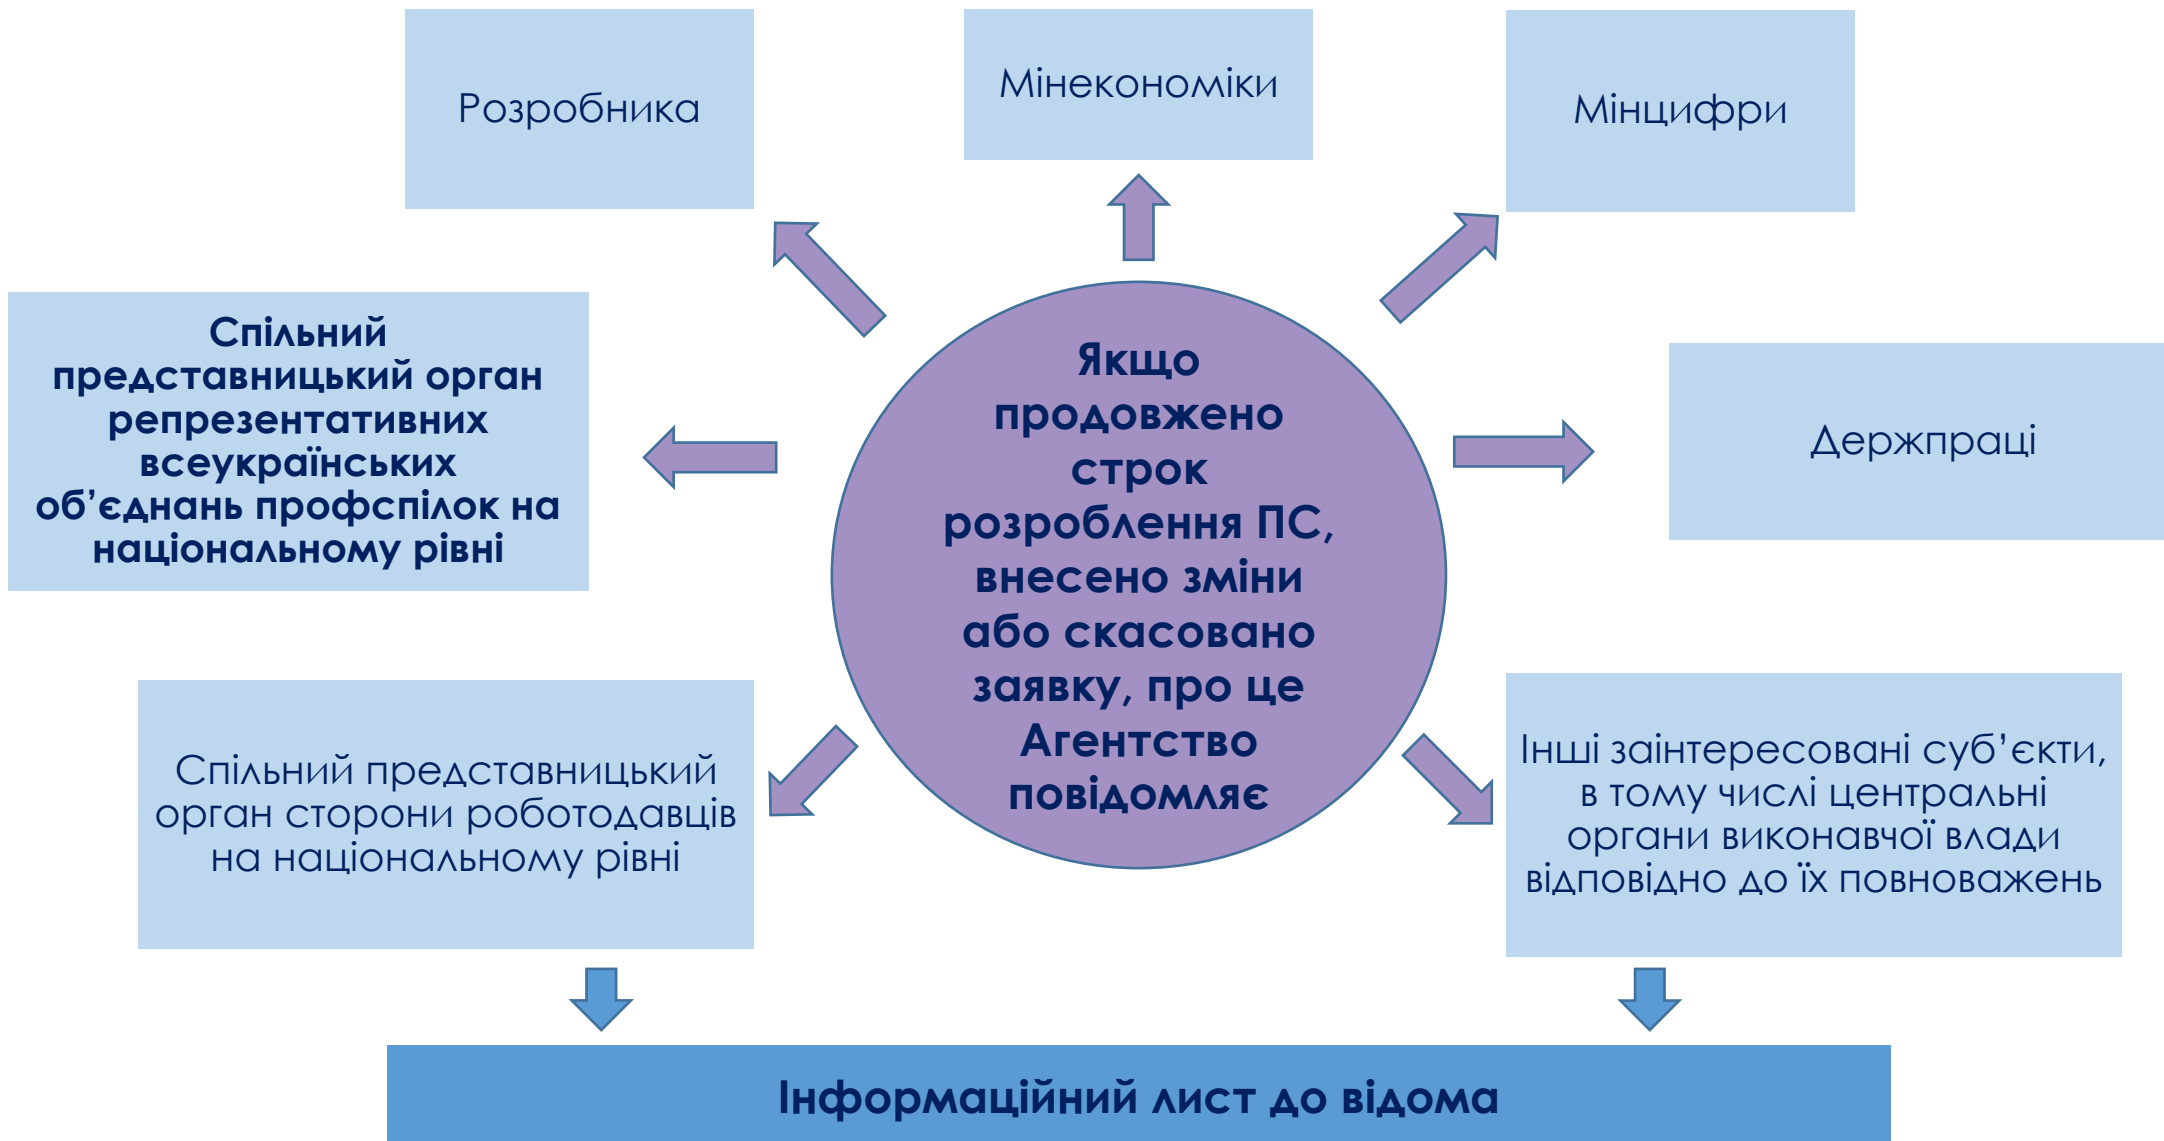 Розробника
Мінекономіки
Мінцифри
Спільний
представницький орган
репрезентативних
всеукраїнських
об’єднань профспілок на
національному рівні
Якщо
продовжено
строк
розроблення ПС,
внесено зміни
або скасовано
заявку, про це
Агентство
повідомляє
Держпраці
Спільний представницький
орган сторони роботодавців
на національному рівні
Інші заінтересовані суб’єкти,
в тому числі центральні
органи виконавчої влади
відповідно до їх повноважень
Інформаційний лист до відома